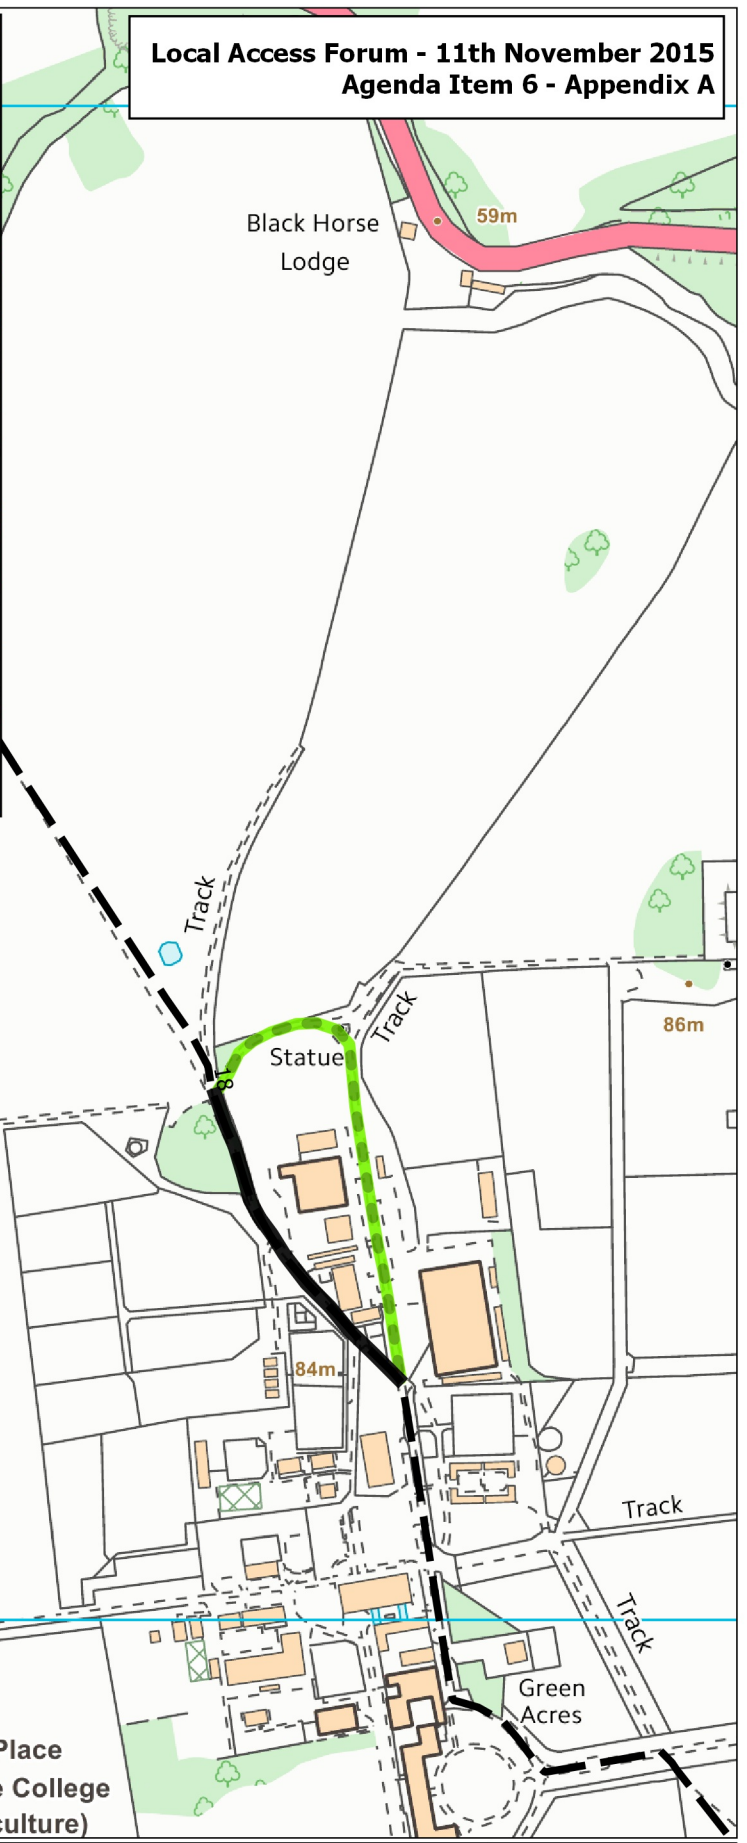 Local Access Forum - 11th November 2015
Agenda Item 6 - Appendix A
59m
Black Horse
Lodge
Track
Track
86m
Statue
18
84m
Track
Track
Green
Acres
Place
e College
culture)